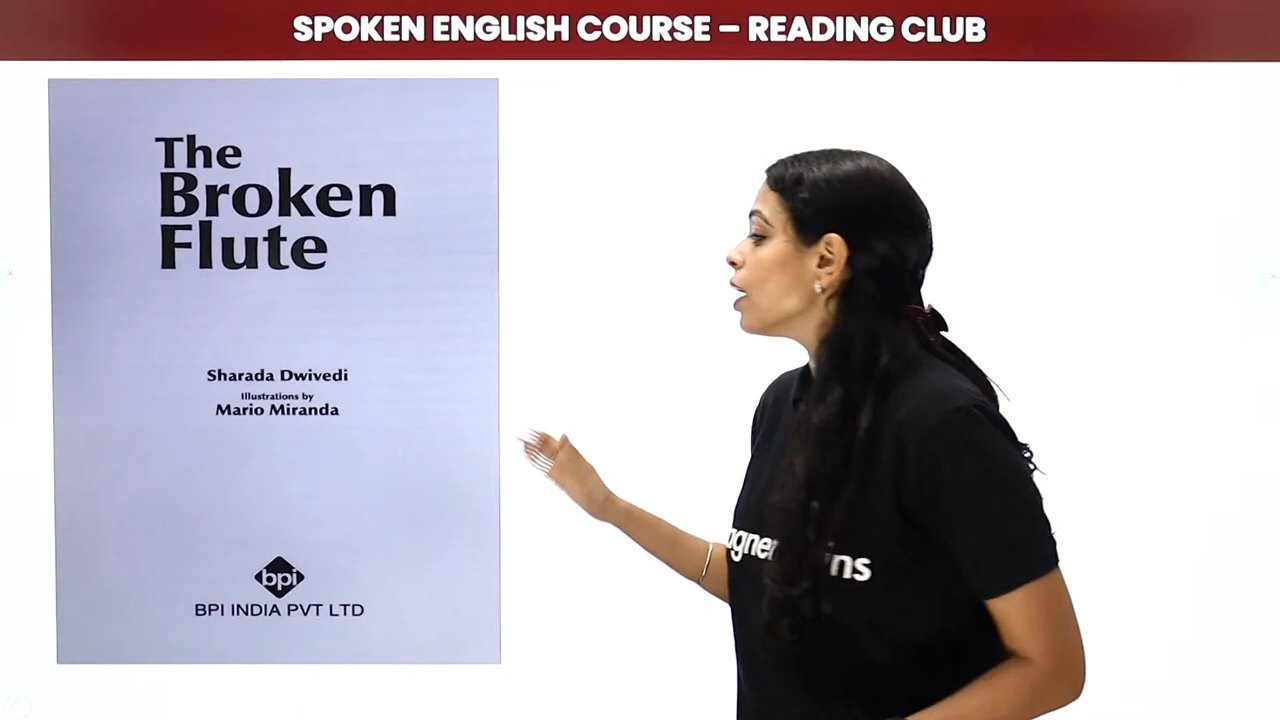 SPOKEN ENGLISH COURSE – READING CLUB
The
Broken
Flute
Sharada Dwivedi
Illustrations by
Mario Miranda
bpi
BPI INDIA PVT LTD